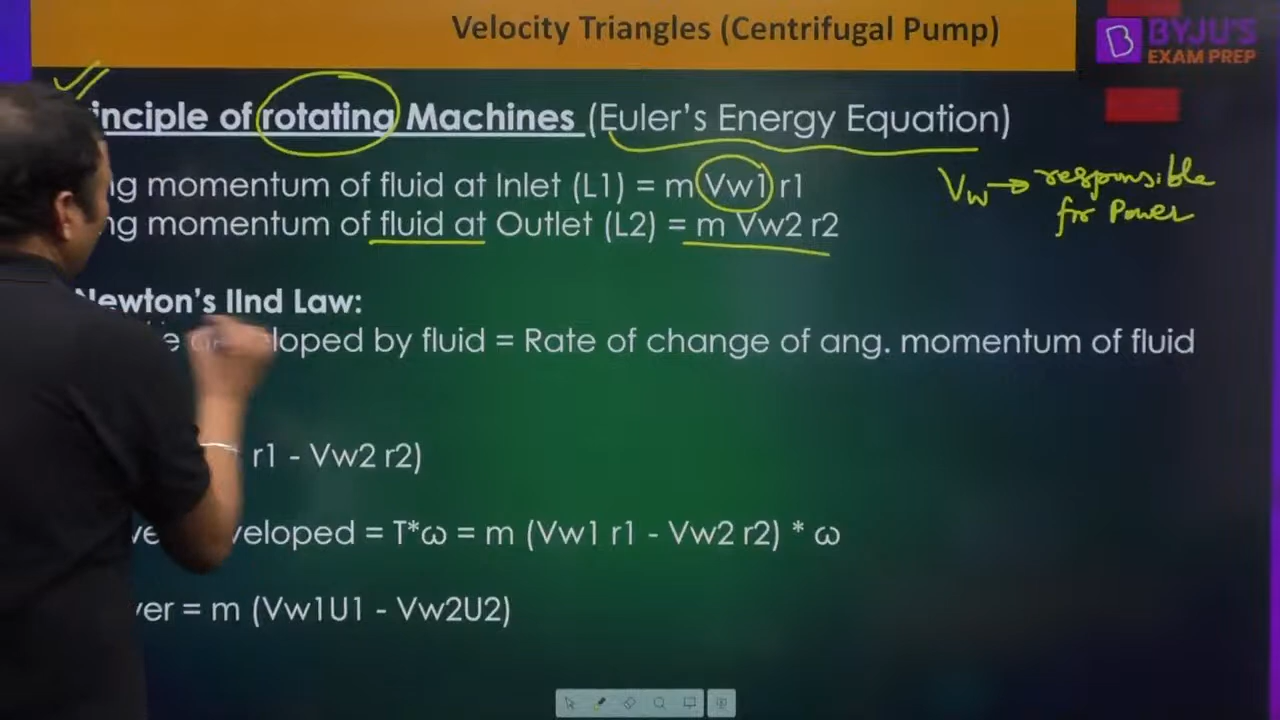 Velocity Triangles (Centrifugal Pump)
BYJU'S
EXAM PREP
inciple of rotating Machines (Euler's Energy Equation)
ng momentum of fluid at Inlet (L1) = m Vw1 r1
ng momentum of fluid at Outlet (L2) = m Vw2 r2
Vw → responsible
for Power
Newton's IInd Law:
eloped by fluid = Rate of change of ang. momentum of fluid
r1 - Vw2 r2)
veloped = T*ω = m (Vw1 r1 - Vw2 r2) * ω
ver = m (Vw1U1 - Vw2U2)